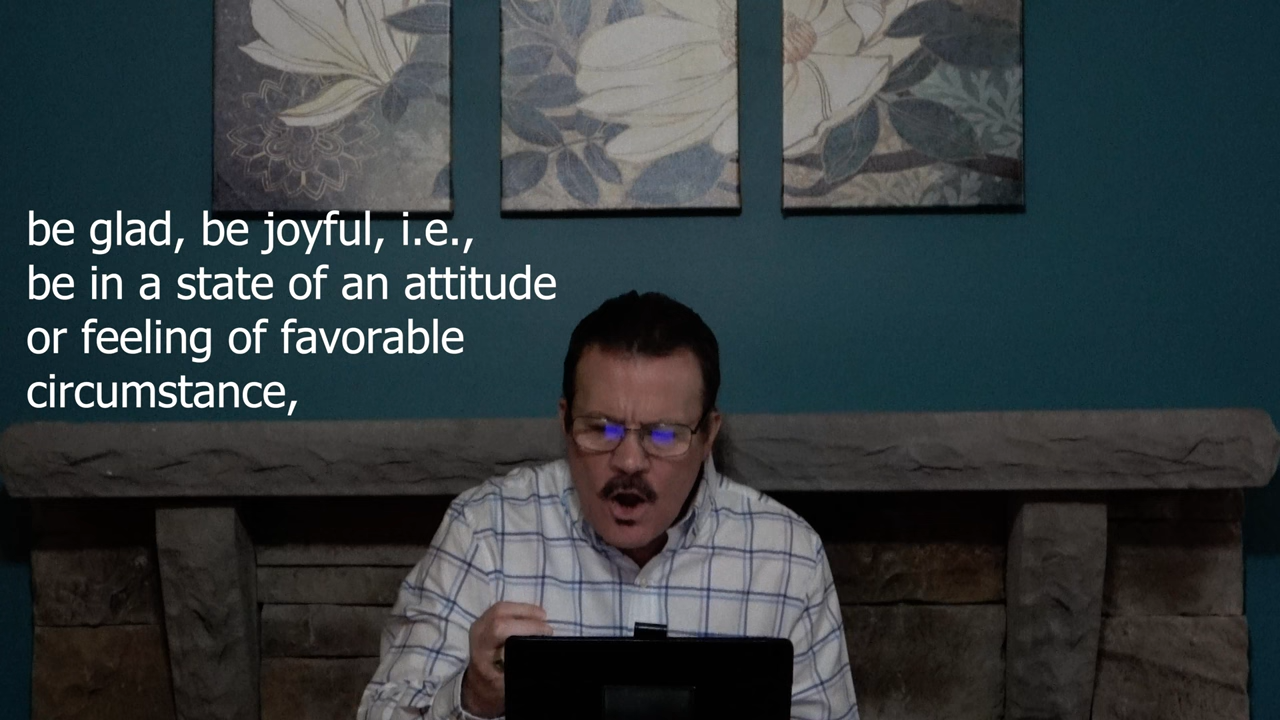 be glad, be joyful, i.e.,
be in a state of an attitude
or feeling of favorable
circumstance,